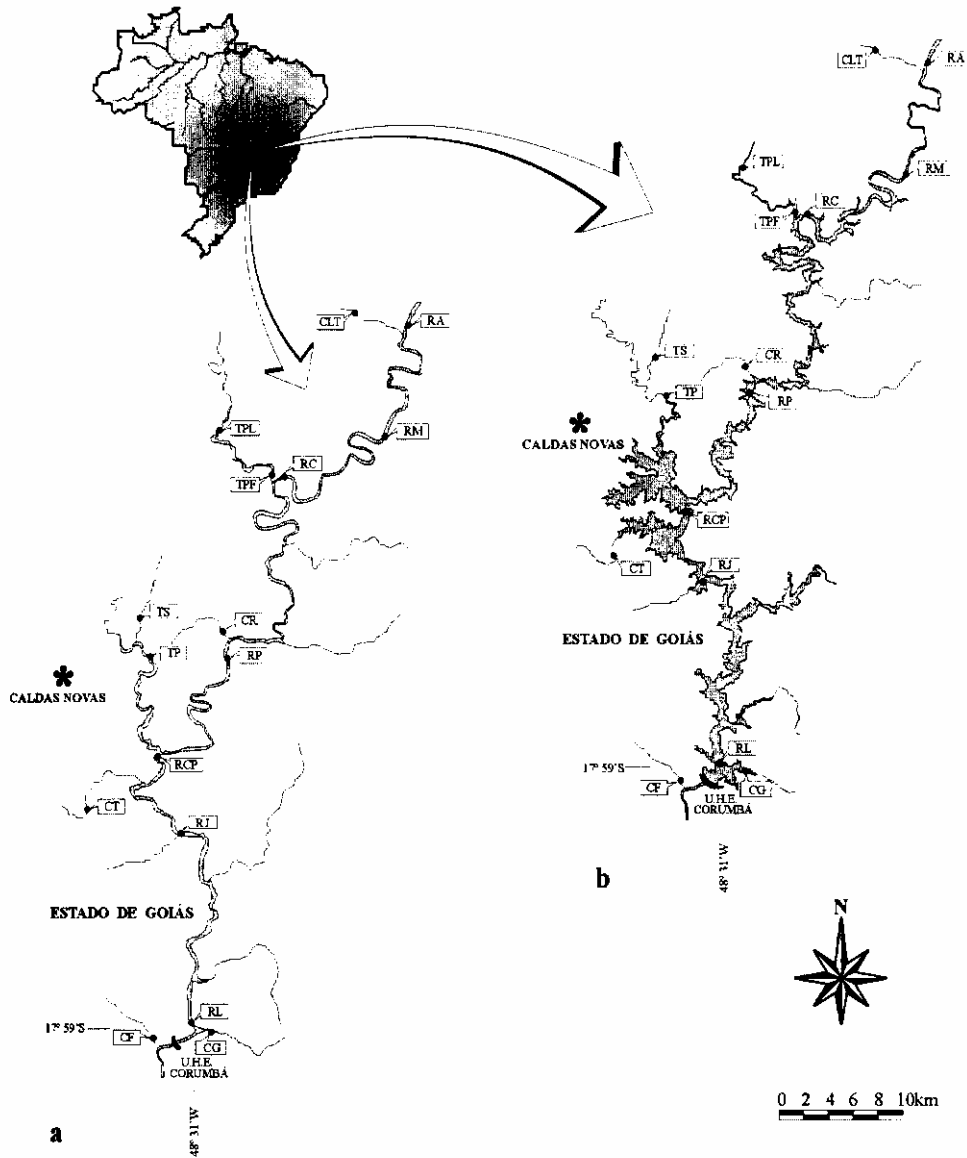 CLT
RA
TPL
RM
RC
TPF
TS
CR
TP
RP
CALDAS NOVAS
RCP
CT
RJ
ESTADO DE GOIÁS
RL
17° 59'S
CF
CG
U.H.E.
CORUMBÁ
48° 31'W
a
CLT
RA
TPL
RM
RC
TPF
TS
CR
TP
RP
CALDAS NOVAS
RCP
CT
RJ
ESTADO DE GOIÁS
RL
17° 59'S
CF
CG
U.H.E.
CORUMBÁ
48° 31'W
b
N
0 2 4 6 8 10km